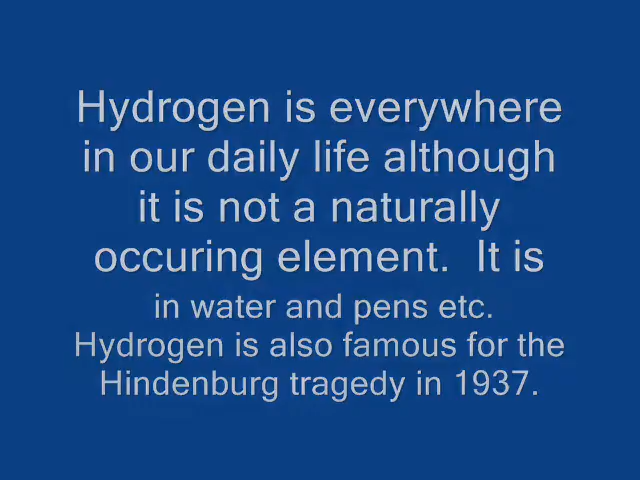 Hydrogen is everywhere
in our daily life although
it is not a naturally
occuring element.  It is
in water and pens etc.
Hydrogen is also famous for the
Hindenburg tragedy in 1937.